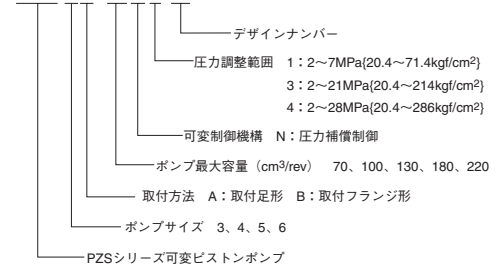 デザインナンバー
圧力調整範囲 1：2～7MPa{20.4～71.4kgf/cm²}
3：2～21MPa{20.4～214kgf/cm²}
4：2～28MPa{20.4～286kgf/cm²}
可変制御機構 N：圧力補償制御
ポンプ最大容量（cm³/rev） 70、100、130、180、220
取付方法 A：取付足形 B：取付フランジ形
ポンプサイズ 3、4、5、6
PZSシリーズ可変ピストンポンプ